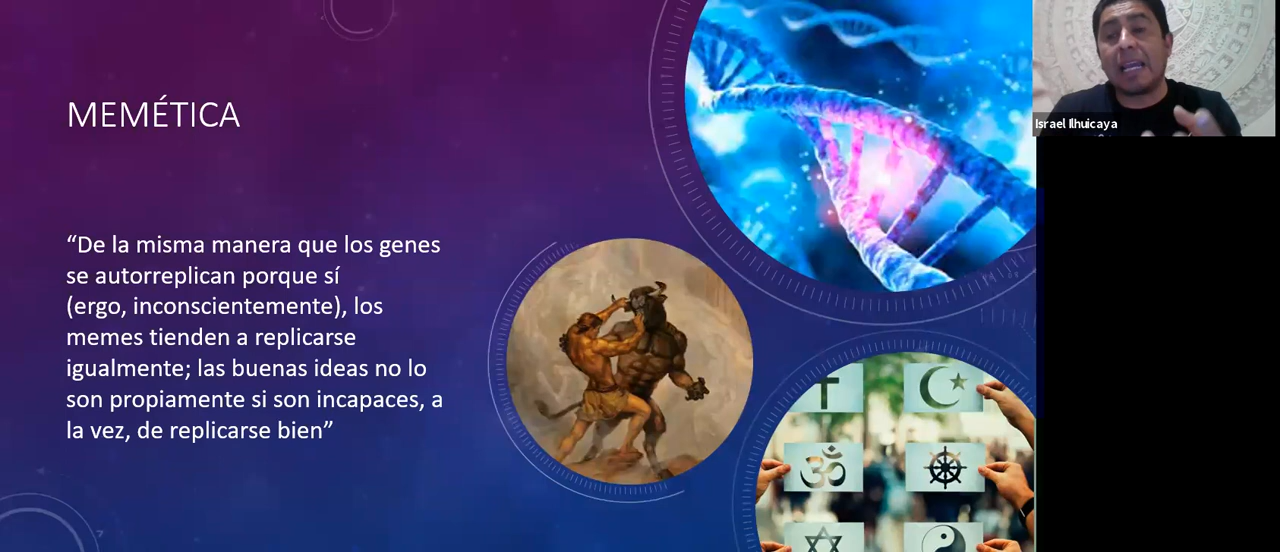 MEMÉTICA
“De la misma manera que los genes
se autorreplican porque sí
(ergo, inconscientemente), los
memes tienden a replicarse
igualmente; las buenas ideas no lo
son propiamente si son incapaces, a
la vez, de replicarse bien”
Israel Ilhuicaya